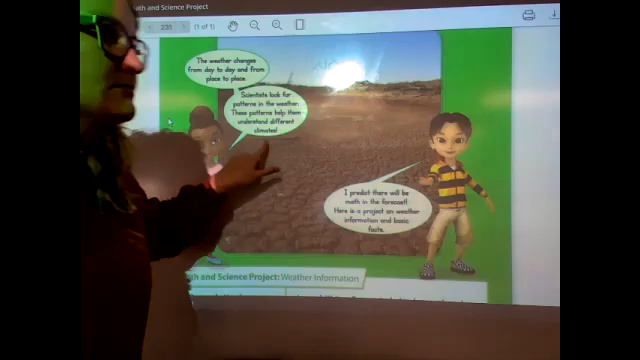 ath and Science Project
235 (1 of 1)
The weather changes
from day to day and from
place to place.
Scientists look for
patterns in the weather.
These patterns help them
understand different
climates!
I predict there will be
math in the forecast!
Here is a project on weather
information and basic
facts.
th and Science Project: Weather Information